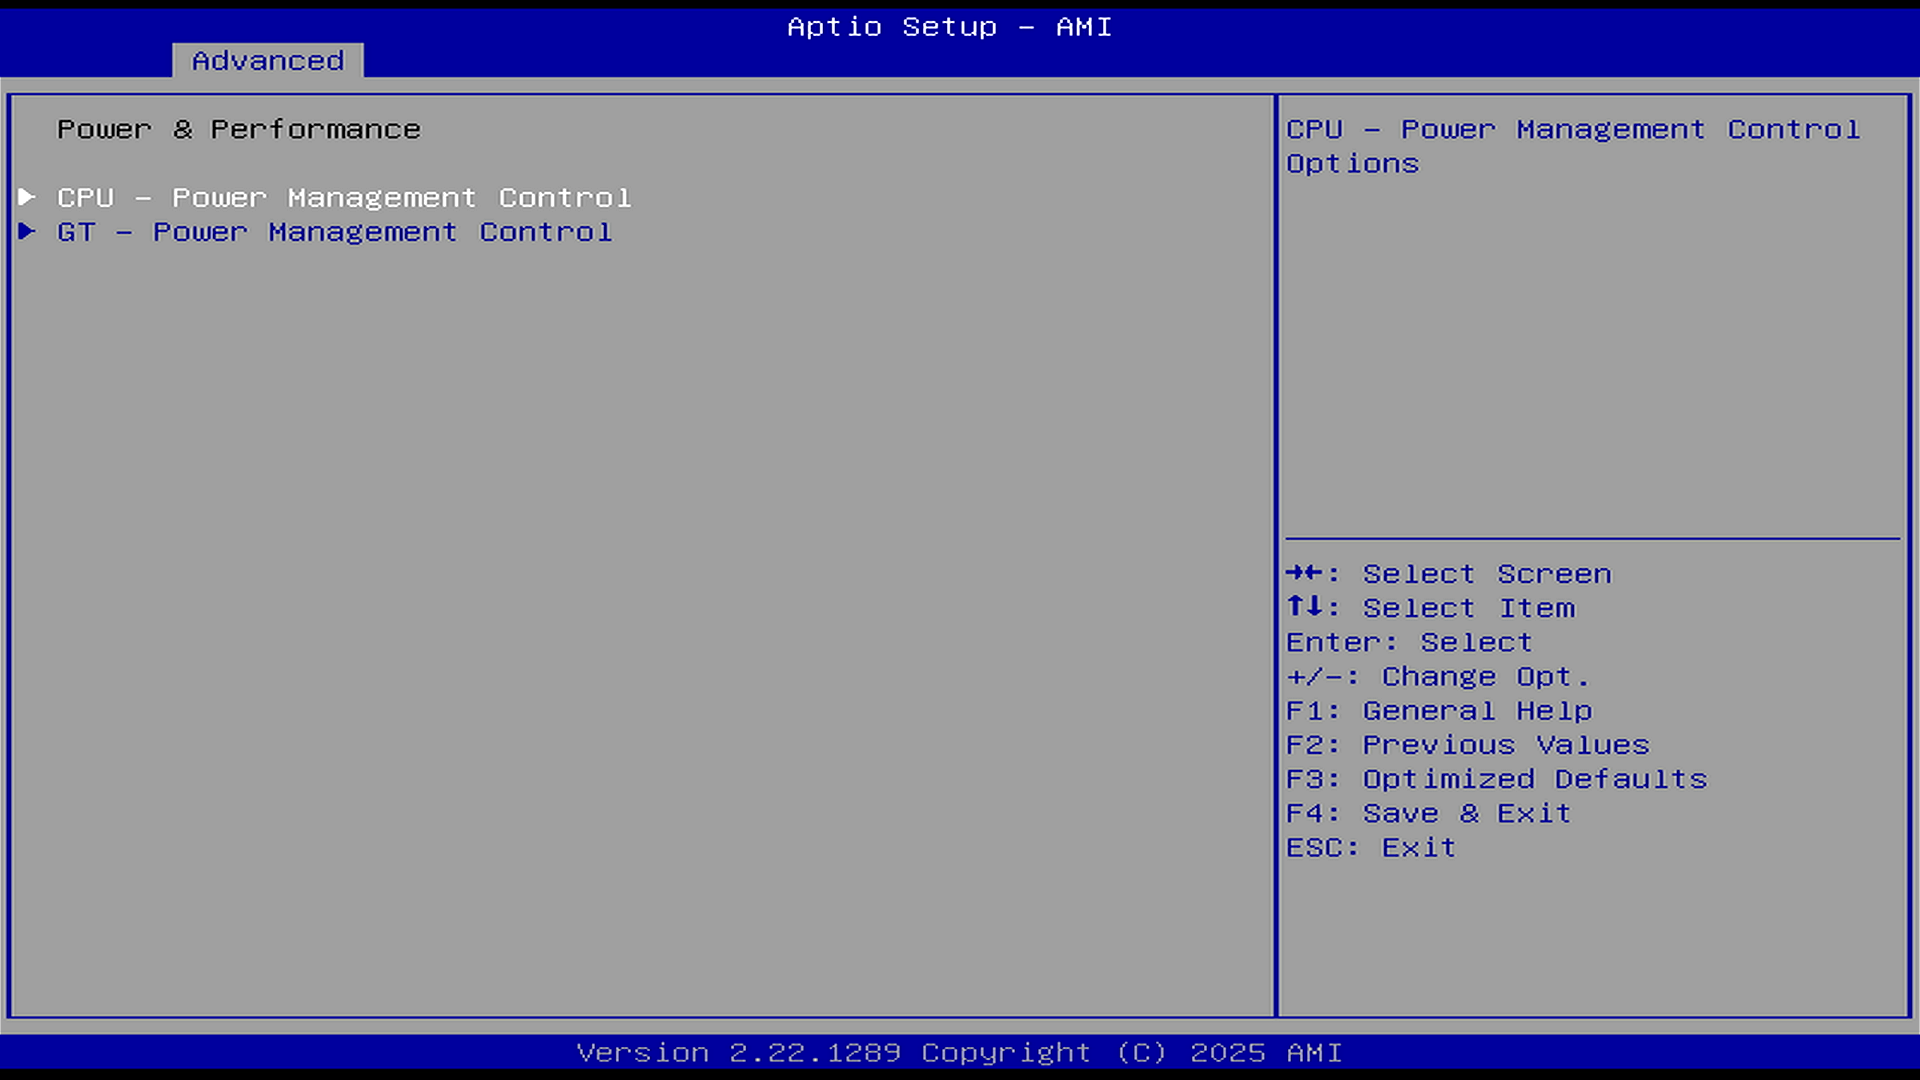 Aptio Setup - AMI
Advanced
Power & Performance
▶ CPU - Power Management Control
▶ GT - Power Management Control
CPU - Power Management Control
Options
→←: Select Screen
↑↓: Select Item
Enter: Select
+/-: Change Opt.
F1: General Help
F2: Previous Values
F3: Optimized Defaults
F4: Save & Exit
ESC: Exit
Version 2.22.1289 Copyright (C) 2025 AMI